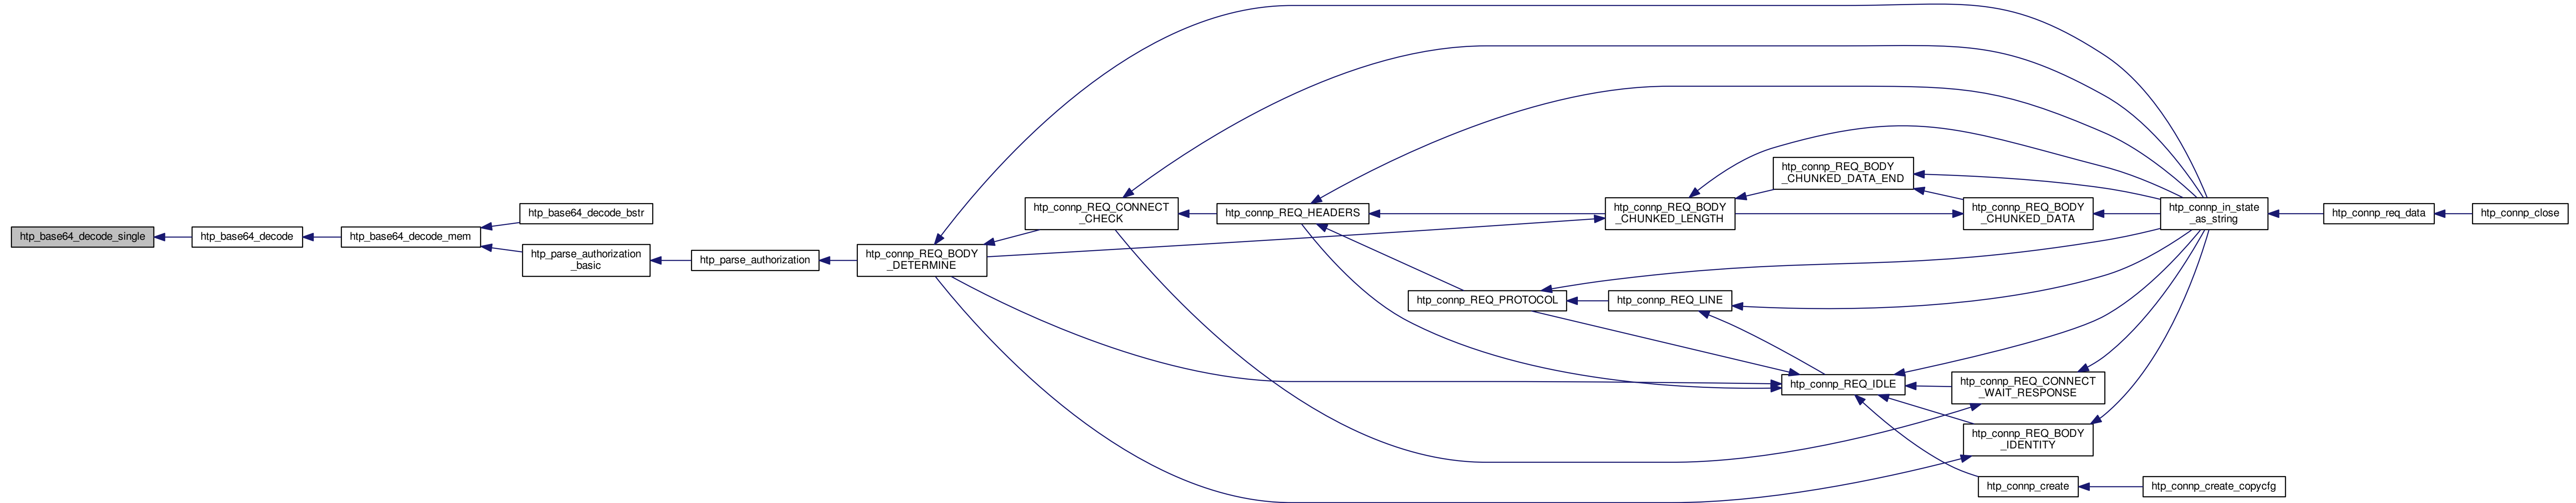 htp_base64_decode_single
htp_base64_decode
htp_base64_decode_mem
htp_base64_decode_bstr
htp_parse_authorization
_basic
htp_parse_authorization
htp_connp_REQ_BODY
_DETERMINE
htp_connp_REQ_CONNECT
_CHECK
htp_connp_REQ_HEADERS
htp_connp_REQ_PROTOCOL
htp_connp_REQ_BODY
_CHUNKED_LENGTH
htp_connp_REQ_LINE
htp_connp_REQ_BODY
_CHUNKED_DATA_END
htp_connp_REQ_IDLE
htp_connp_REQ_BODY
_CHUNKED_DATA
htp_connp_REQ_CONNECT
_WAIT_RESPONSE
htp_connp_REQ_BODY
_IDENTITY
htp_connp_create
htp_connp_in_state
_as_string
htp_connp_create_copycfg
htp_connp_req_data
htp_connp_close